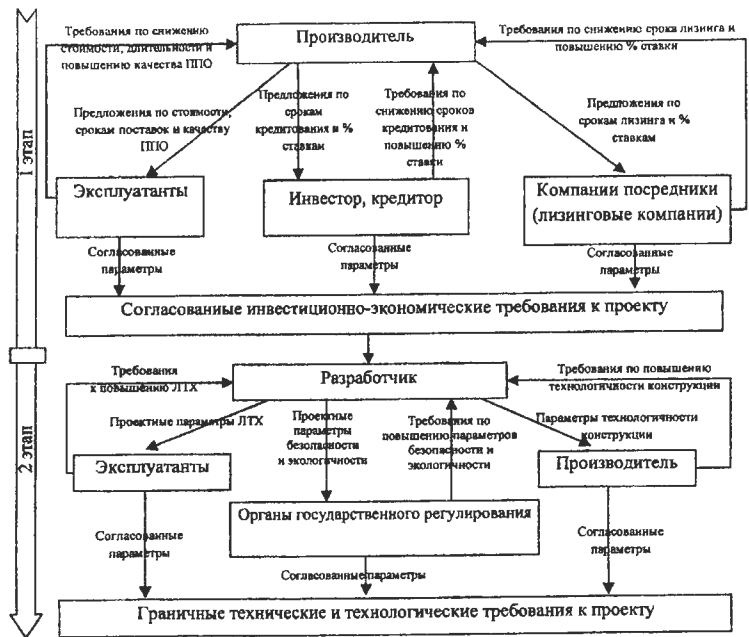 Требования по снижению
стоимости, длительности и
повышению качества ППО
Производитель
Требования по снижению срока лизинга и
повышению % ставки
Предложения по стоимости,
срокам поставок и качеству
ППО
Предложения по
срокам
кредитования и %
ставкам
Требования по
снижению сроков
кредитования и
повышению %
ставки
Предложения по
срокам лизинга и %
ставкам
1 этап
Эксплуатанты
Инвестор, кредитор
Компании посредники
(лизинговые компании)
Согласованные
параметры
Согласованные
параметры
Согласованные
параметры
Согласованные инвестиционно-экономические требования к проекту
Требования
к повышению ЛТХ
Разработчик
Требования по повышению
технологичности конструкции
Проектные параметры ЛТХ
Проектные
параметры
безопасности
и экологичности
Требования по
повышению параметров
безопасности и
экологичности
Параметры технологичности
конструкции
2 этап
Эксплуатанты
Производитель
Органы государственного регулирования
Согласованные
параметры
Согласованные параметры
Согласованные
параметры
Граничные технические и технологические требования к проекту